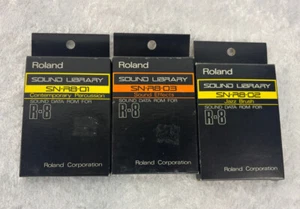 Roland
SOUND LIBRARY
SN-R8-01
Contemporary Percussion
SOUND DATA ROM FOR
R-8
Roland Corporation
Roland
SOUND LIBRARY
SN-R8-03
Sound Effects
SOUND DATA ROM FOR
R-8
Roland Corporation
Roland
SOUND LIBRARY
SN-R8-02
Jazz Brush
SOUND DATA ROM FOR
R-8
Roland Corporation